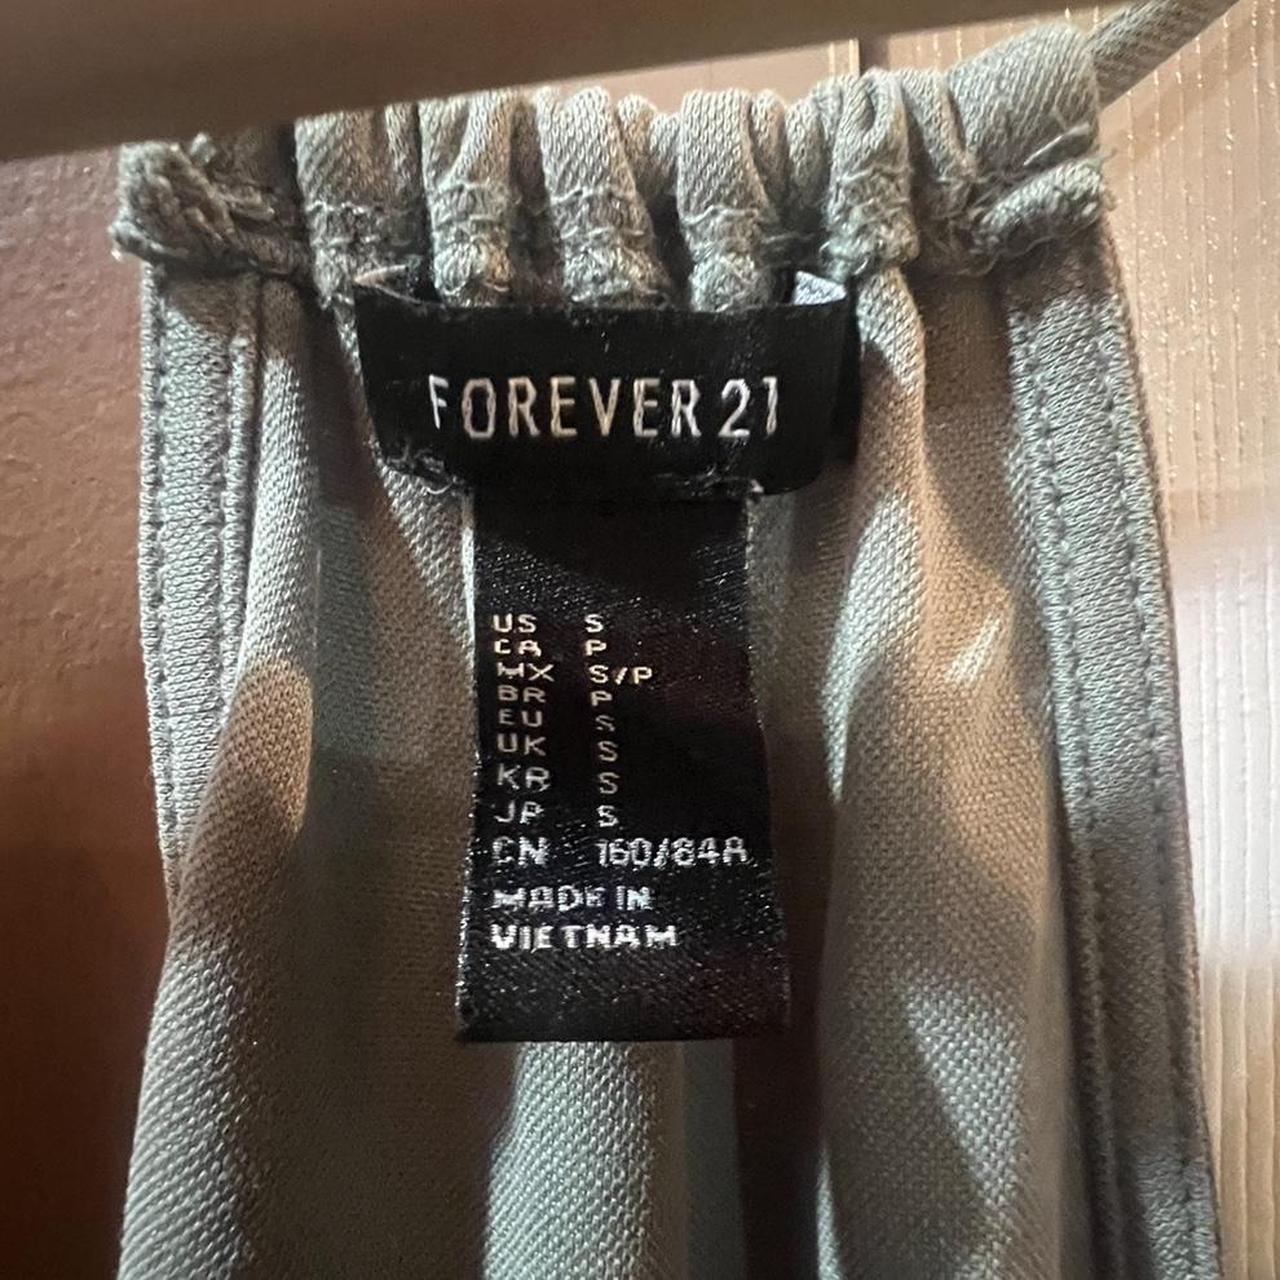 FOREVER 21
US S
CA P
MX S/P
BR P
EU S
UK S
KR S
JP S
CN 160/84A
MADE IN
VIETNAM